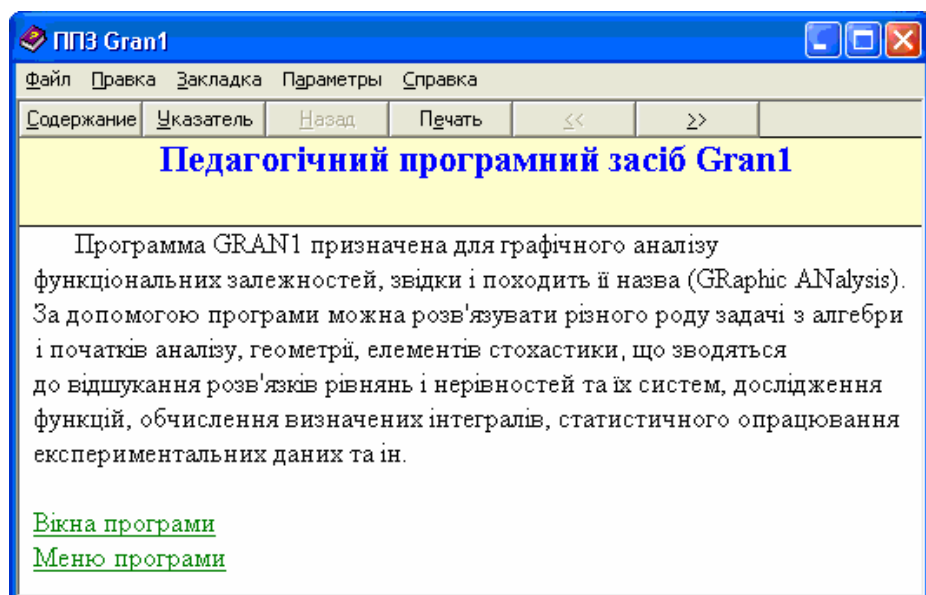 ППЗ Gran1
Файл Правка Закладка Параметры Справка
Содержание Указатель Назад Печать << >>
Педагогічний програмний засіб Gran1
Программа GRAN1 призначена для графічного аналізу
функціональних залежностей, звідки і походить її назва (GRaphic ANalysis).
За допомогою програми можна розв'язувати різного роду задачі з алгебри
і початків аналізу, геометрії, елементів стохастики, що зводяться
до відшукання розв'язків рівнянь і нерівностей та їх систем, дослідження
функцій, обчислення визначених інтегралів, статистичного опрацювання
експериментальних даних та ін.
Вікна програми
Меню програми